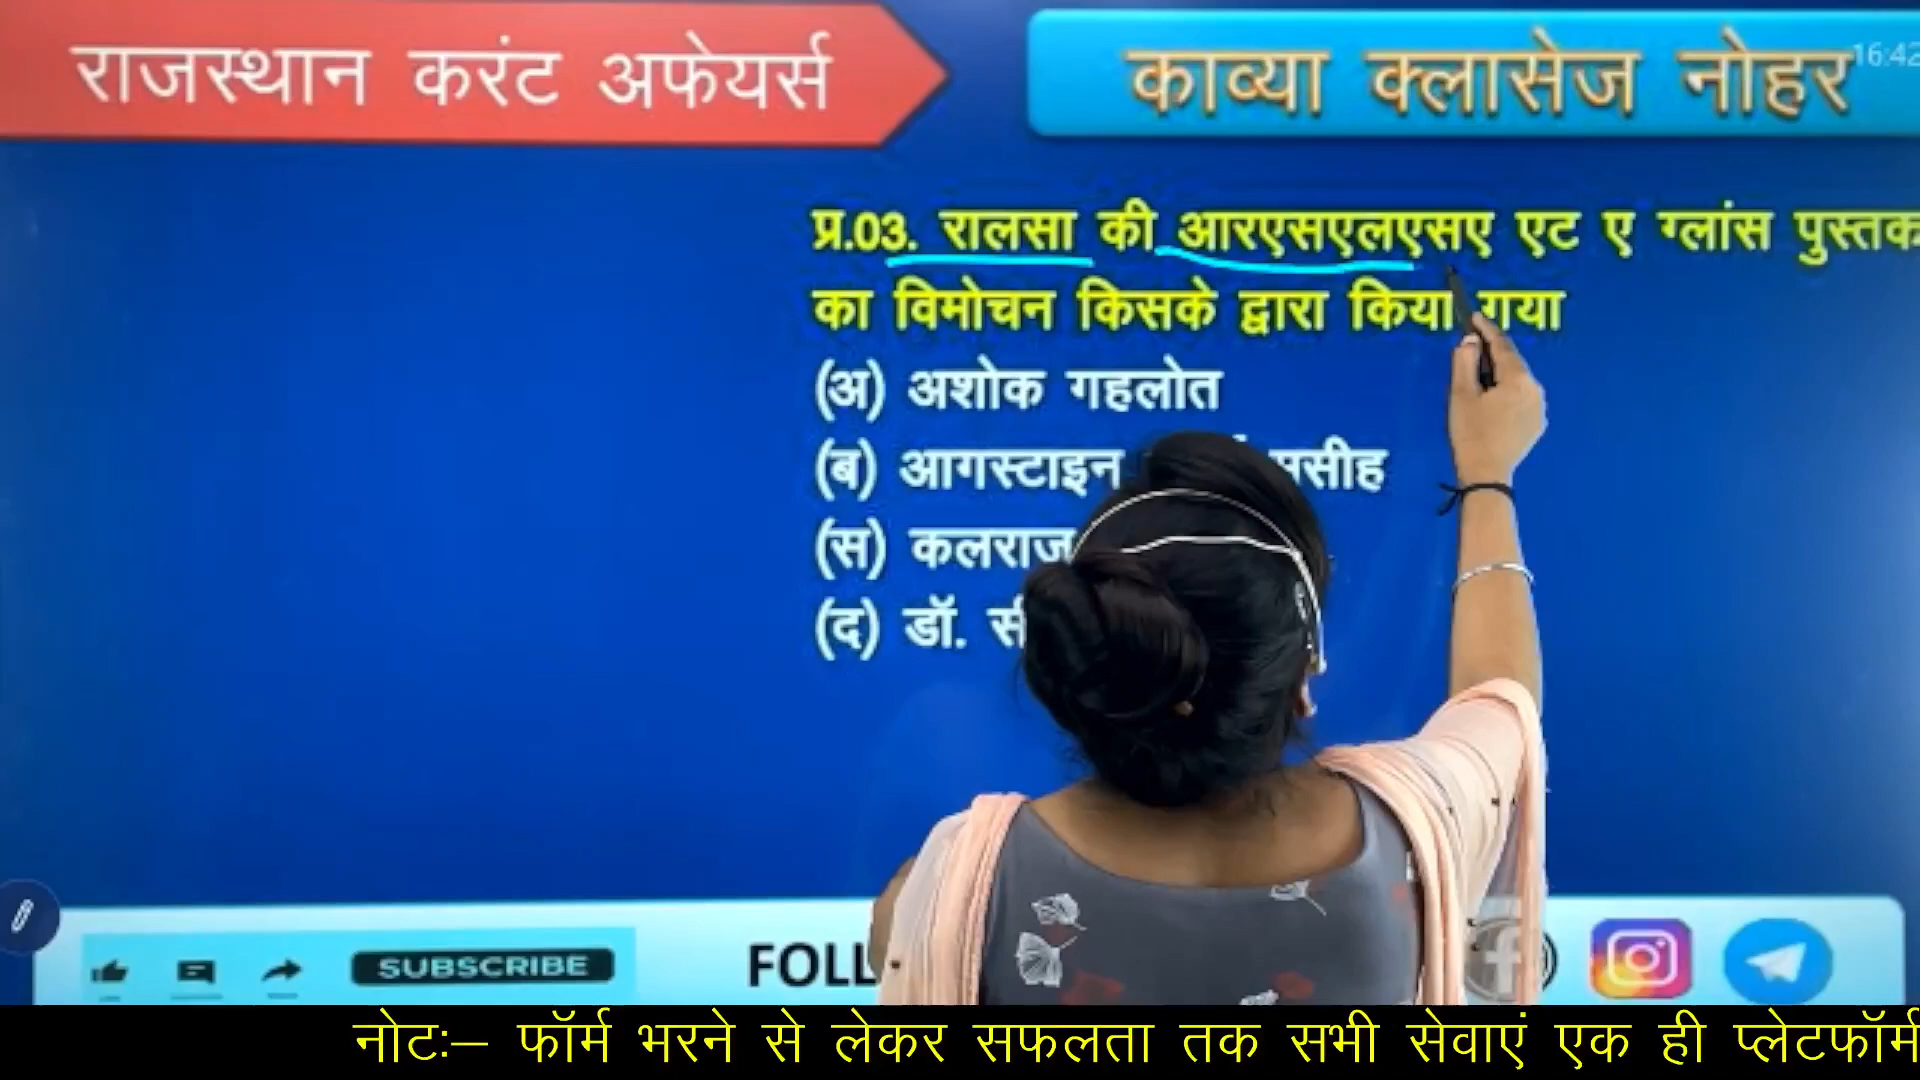 राजस्थान करंट अफेयर्स
काव्या क्लासेज नोहर
16:42
प्र.03. रालसा की आरएसएलएसए एट ए ग्लांस पुस्तक
का विमोचन किसके द्वारा किया गया
(अ) अशोक गहलोत
(ब) आगस्टाइन मसीह
(स) कलराज
(द) डॉ. सी
SUBSCRIBE
FOLL
नोटः– फॉर्म भरने से लेकर सफलता तक सभी सेवाएं एक ही प्लेटफॉर्म